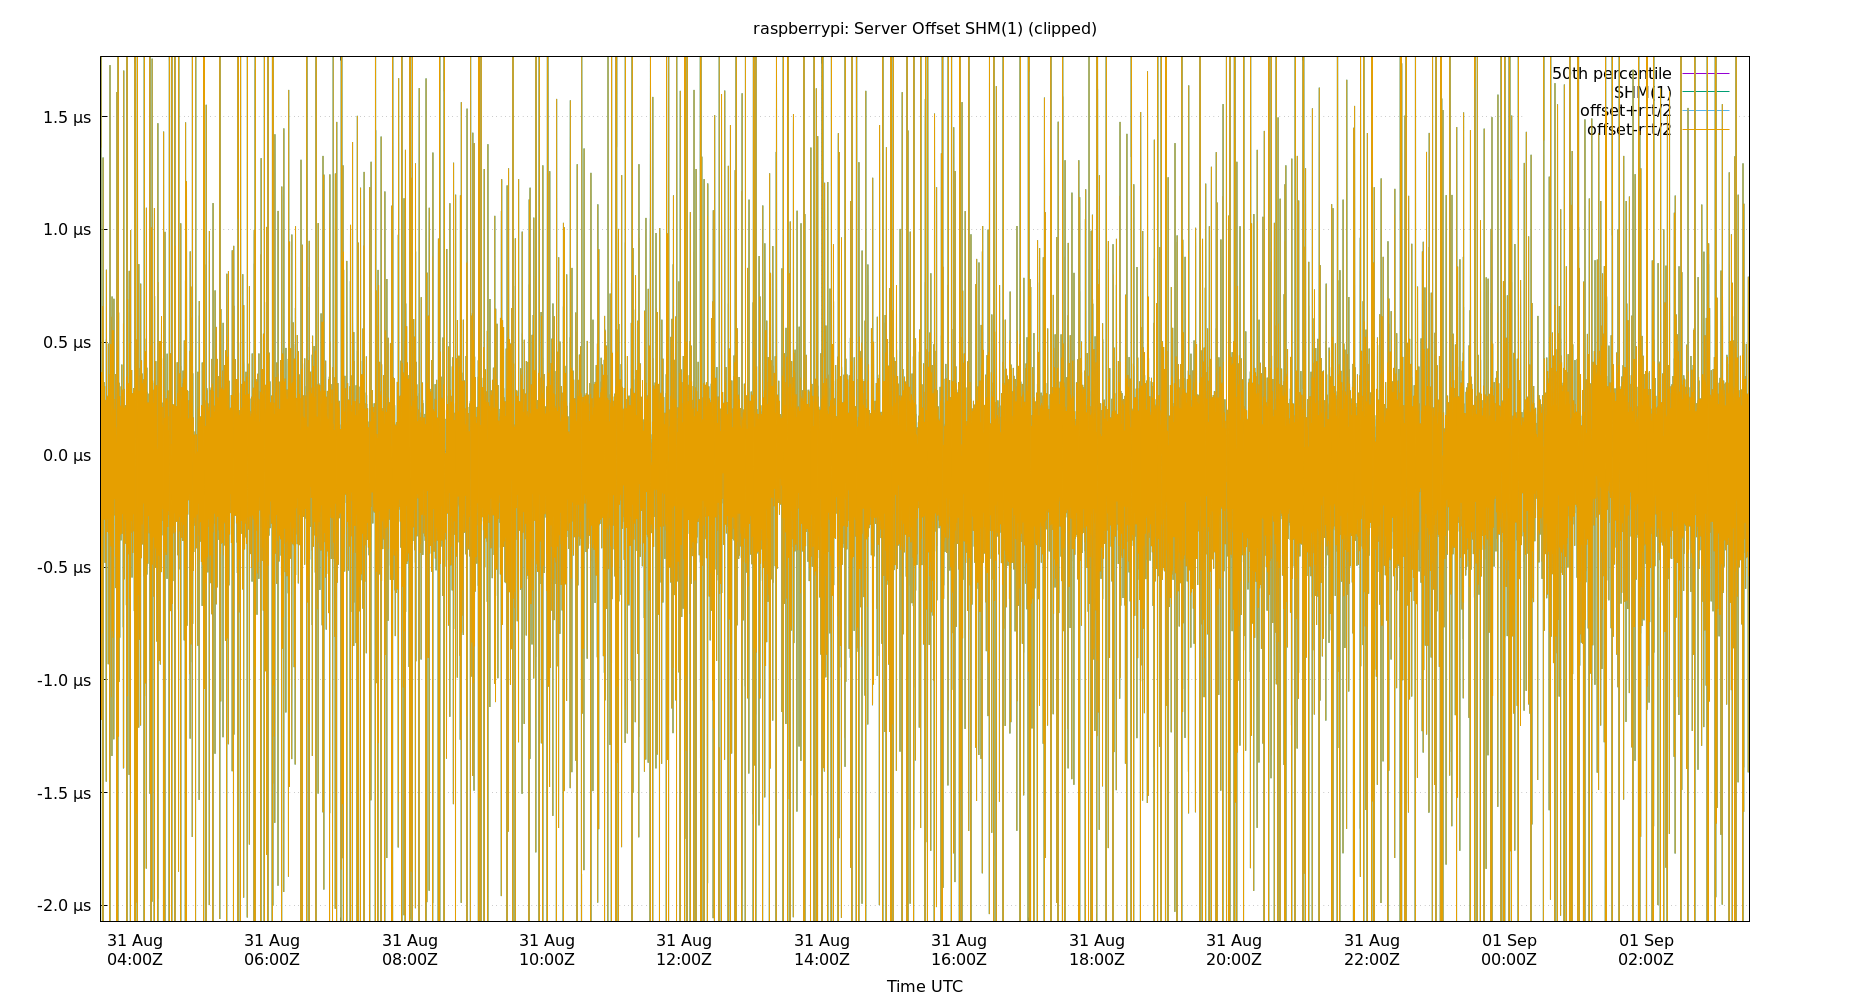 raspberrypi: Server Offset SHM(1) (clipped)
50th percentile
SHM(1)
offset+rtt/2
offset-rtt/2
1.5 µs
1.0 µs
0.5 µs
0.0 µs
-0.5 µs
-1.0 µs
-1.5 µs
-2.0 µs
31 Aug 31 Aug 31 Aug 31 Aug 31 Aug 31 Aug 31 Aug 31 Aug 31 Aug 31 Aug 01 Sep 01 Sep
04:00Z 06:00Z 08:00Z 10:00Z 12:00Z 14:00Z 16:00Z 18:00Z 20:00Z 22:00Z 00:00Z 02:00Z
Time UTC